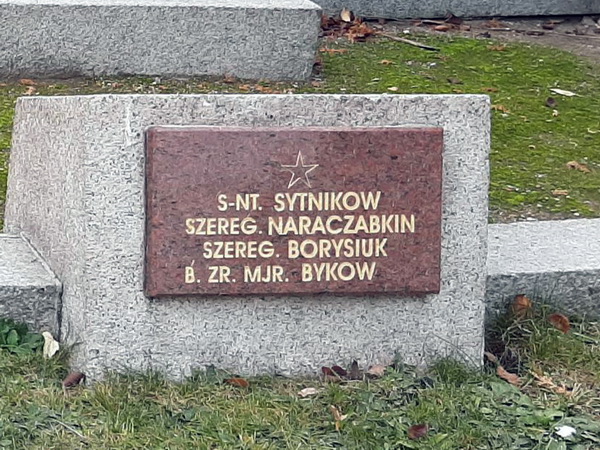 S-NT. SYTNIKOW
SZEREG. NARACZABKIN
SZEREG. BORYSIUK
B. ZR. MJR. BYKOW